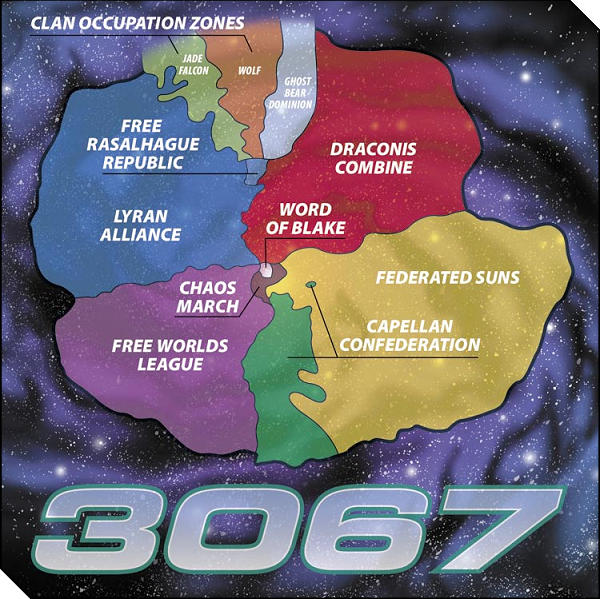 CLAN OCCUPATION ZONES
JADE
FALCON
WOLF
GHOST
BEAR
DOMINION
FREE
RASALHAGUE
REPUBLIC
DRACONIS
COMBINE
LYRAN
ALLIANCE
WORD
OF BLAKE
CHAOS
MARCH
FEDERATED SUNS
FREE WORLDS
LEAGUE
CAPELLAN
CONFEDERATION
3067